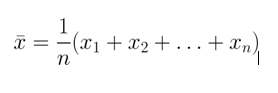 x̄ = 1/n (x₁ + x₂ + . . . + xₙ)